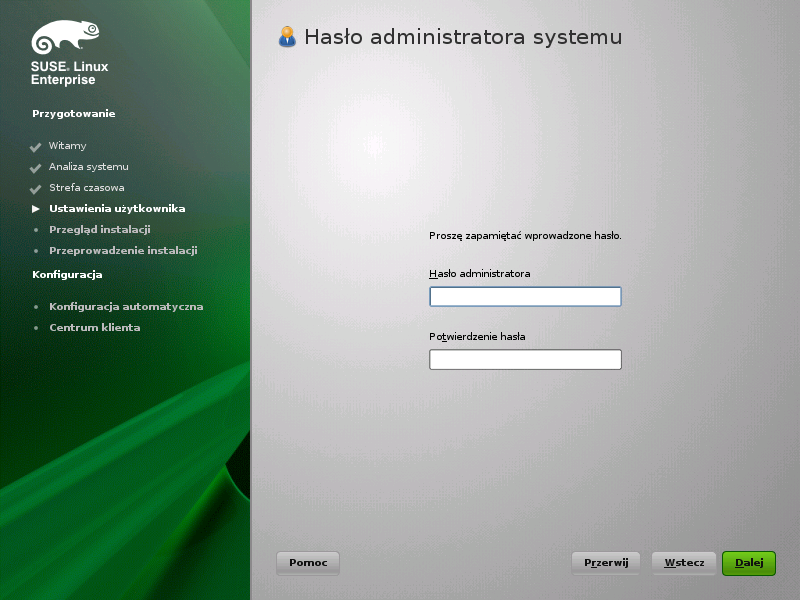 SUSE. Linux
Enterprise
Przygotowanie
Witamy
Analiza systemu
Strefa czasowa
Ustawienia użytkownika
Przegląd instalacji
Przeprowadzenie instalacji
Konfiguracja
Konfiguracja automatyczna
Centrum klienta
Hasło administratora systemu
Proszę zapamiętać wprowadzone hasło.
Hasło administratora
Potwierdzenie hasła
Pomoc
Przerwij
Wstecz
Dalej